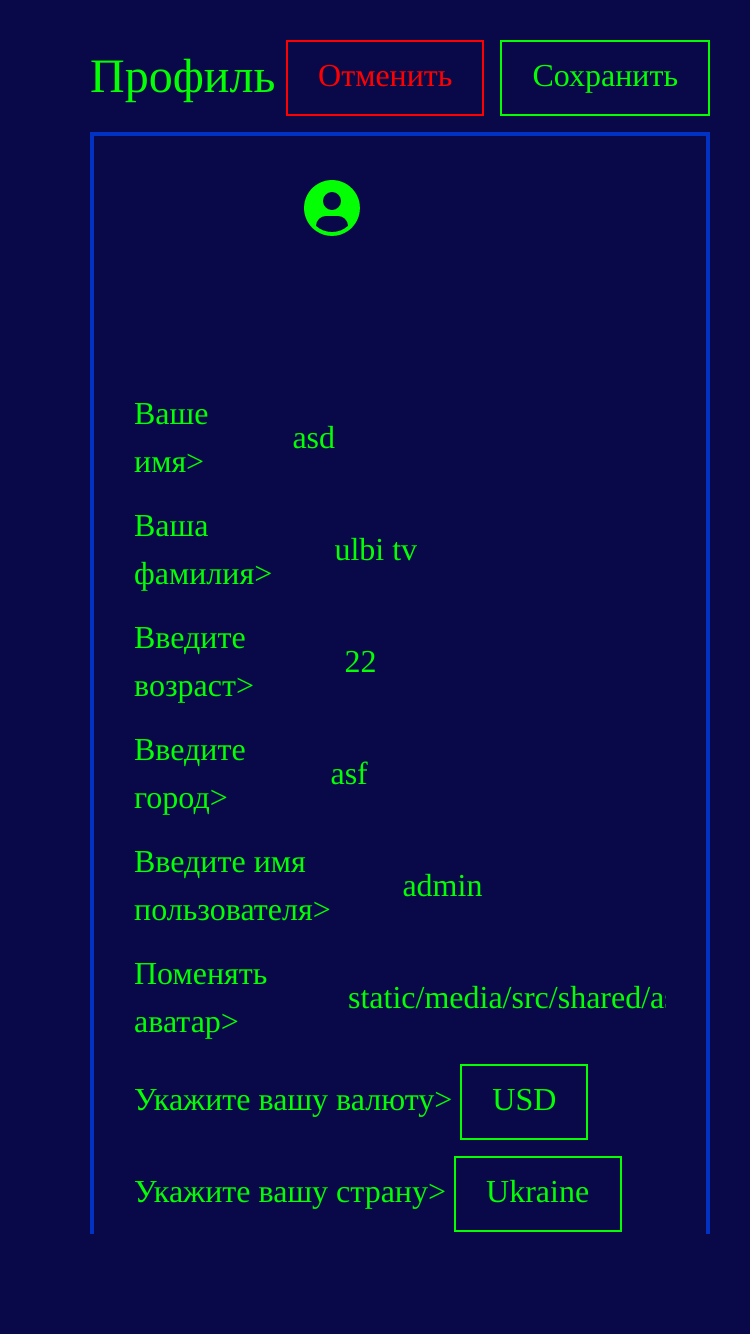 Профиль Отменить Сохранить
Ваше
имя>
asd
Ваша
фамилия>
ulbi tv
Введите
возраст>
22
Введите
город>
asf
Введите имя
пользователя>
admin
Поменять
аватар>
static/media/src/shared/a
Укажите вашу валюту> USD
Укажите вашу страну> Ukraine